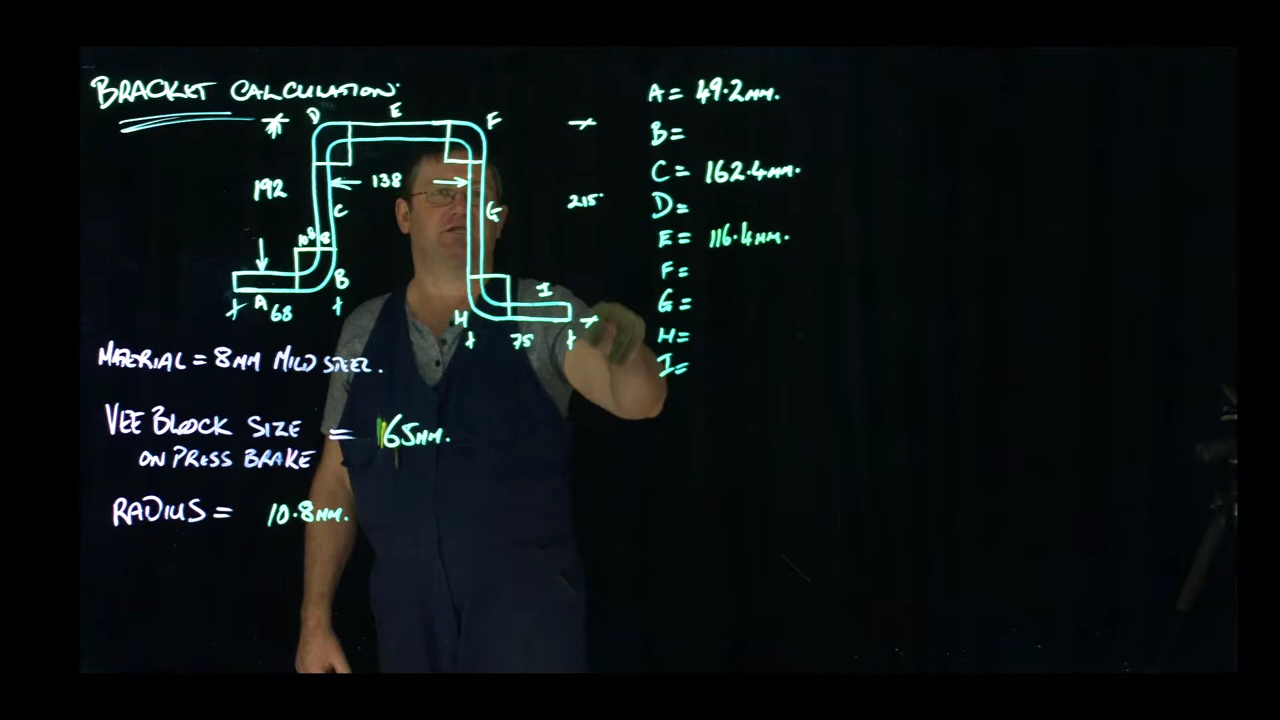 BRACKET CALCULATION.
D E F
192
138
C
G
215
10.8 8
B
A
68
I
H
75
MATERIAL = 8MM MILD STEEL.
VEE BLOCK SIZE = 65MM.
ON PRESS BRAKE
RADIUS = 10.8MM.
A = 49.2MM.
B =
C = 162.4MM.
D =
E = 116.4MM.
F =
G =
H =
I =